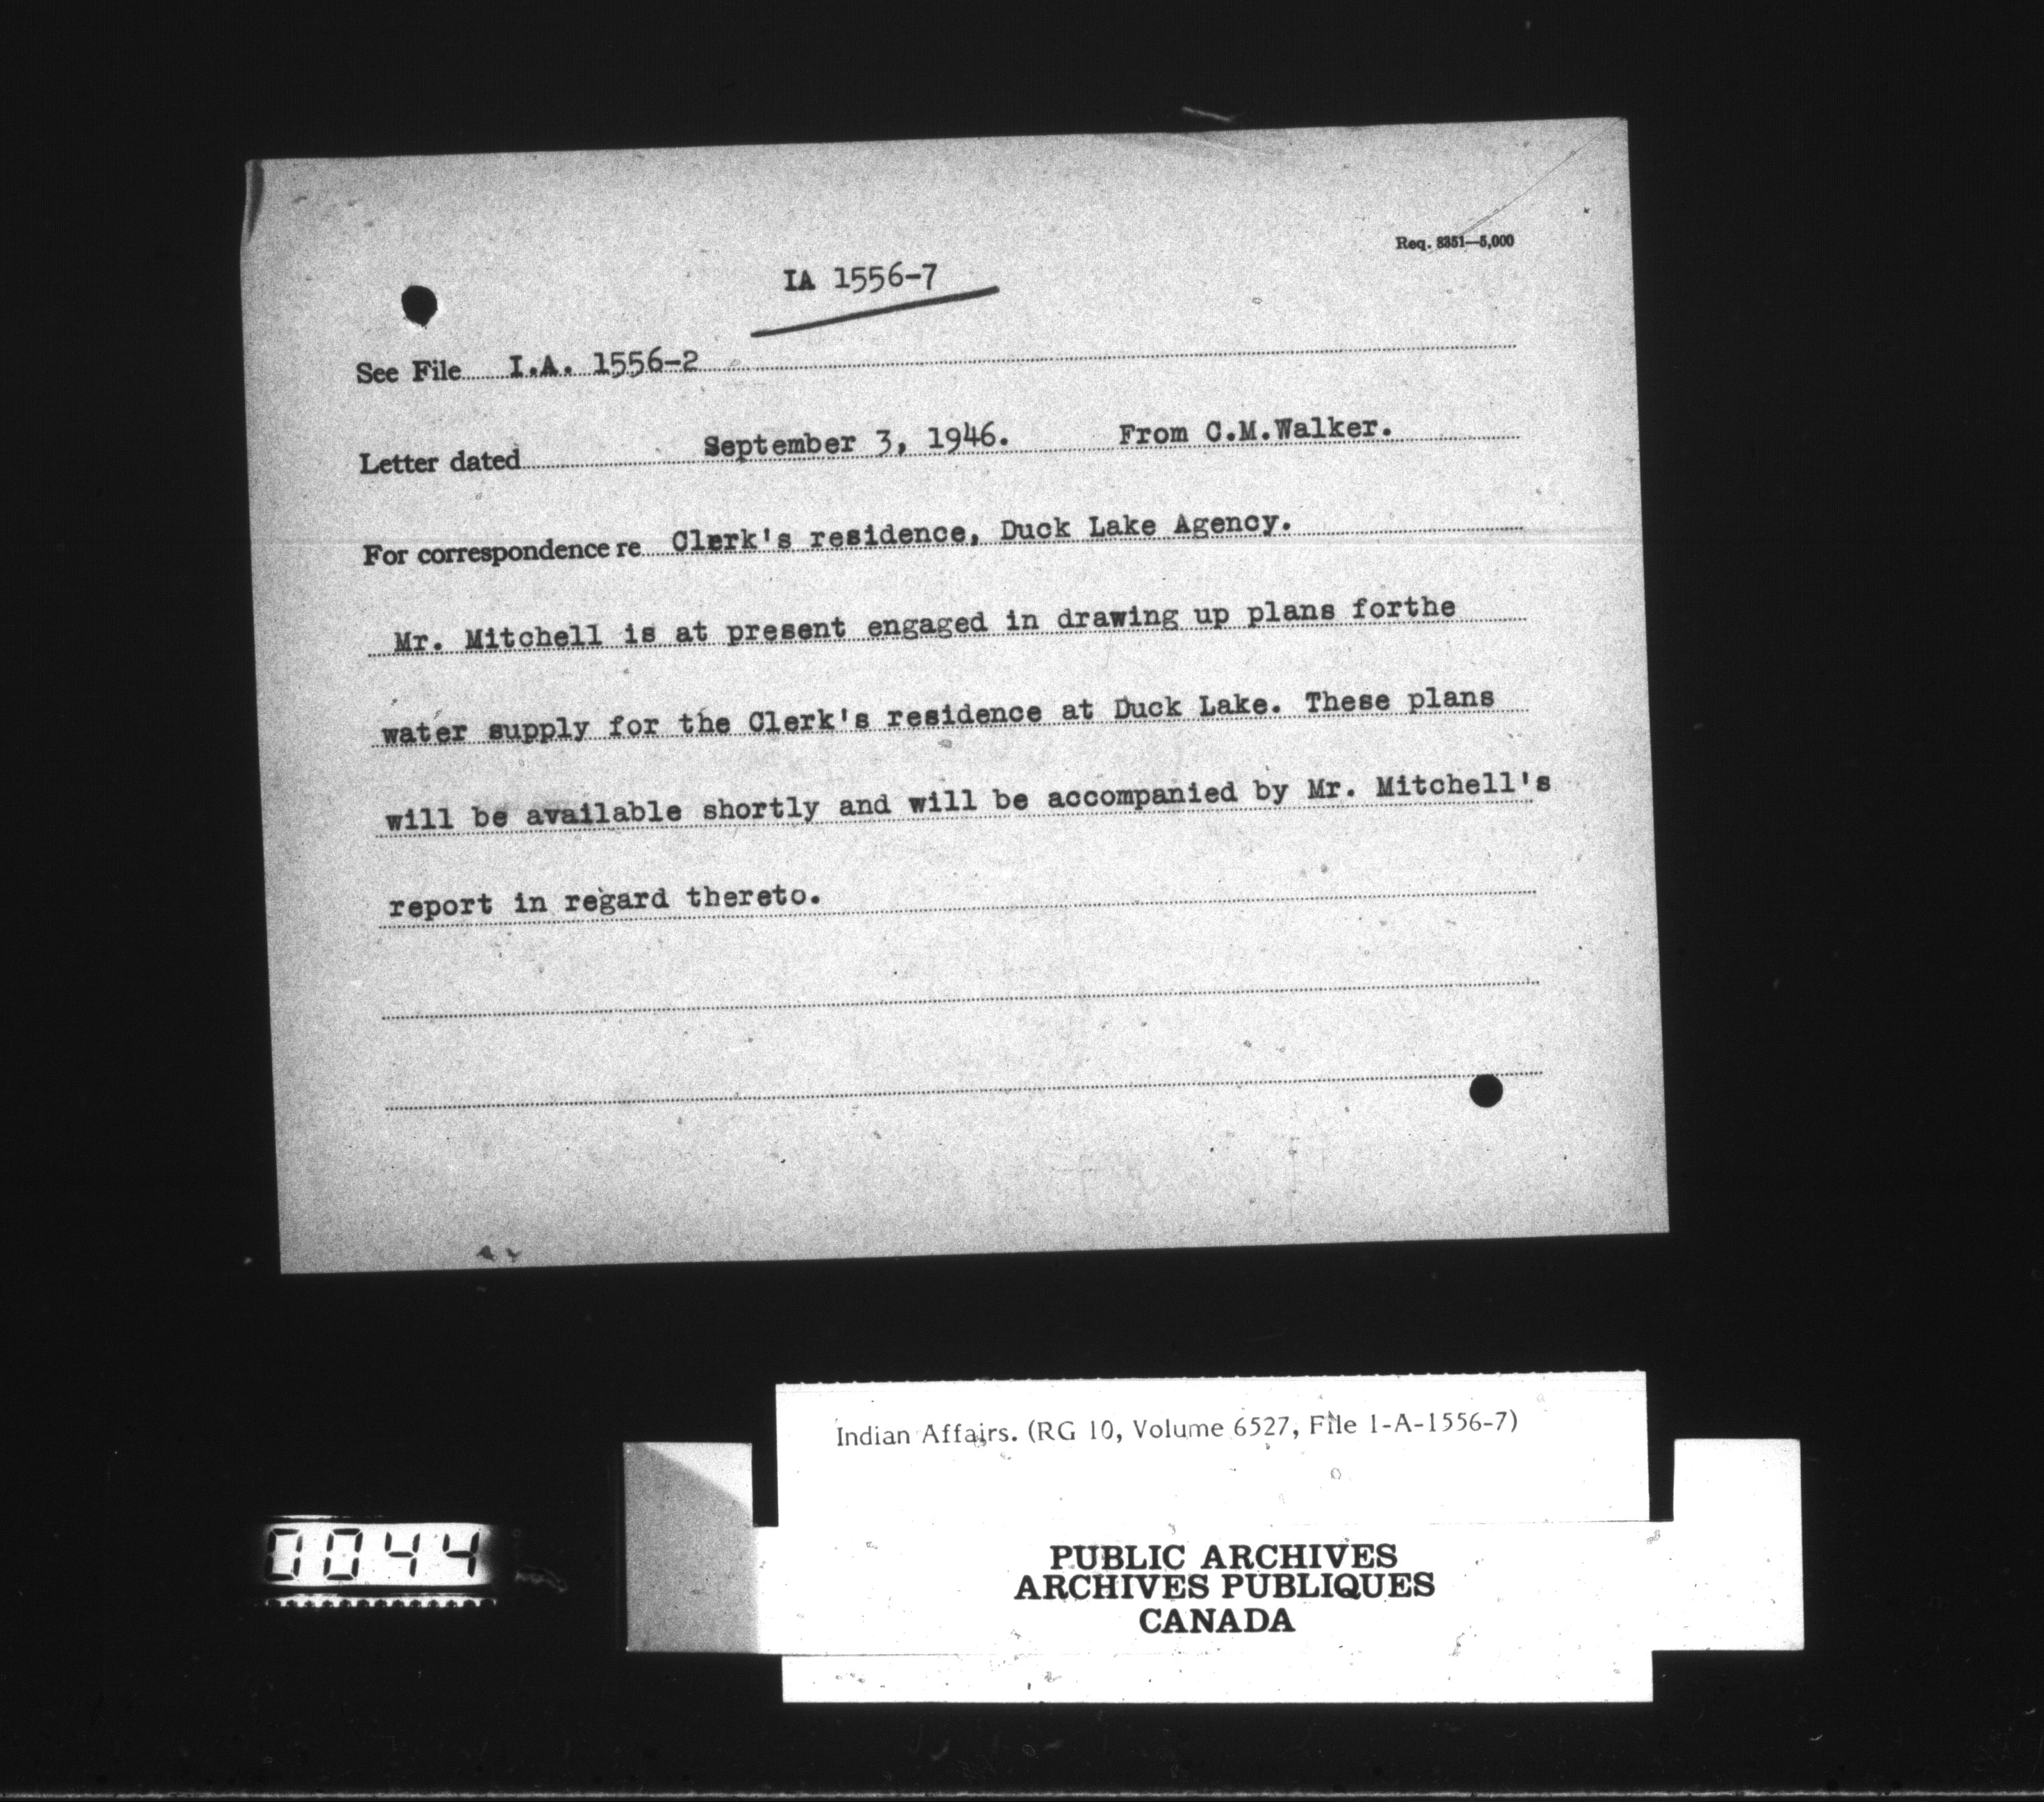 Req. 8351—5,000
IA 1556-7
See File I.A. 1556-2
Letter dated September 3, 1946. From C.M.Walker.
For correspondence re Clerk's residence, Duck Lake Agency.
Mr. Mitchell is at present engaged in drawing up plans forthe
water supply for the Clerk's residence at Duck Lake. These plans
will be available shortly and will be accompanied by Mr. Mitchell's
report in regard thereto.
Indian Affairs. (RG 10, Volume 6527, File 1-A-1556-7)
0044
PUBLIC ARCHIVES
ARCHIVES PUBLIQUES
CANADA